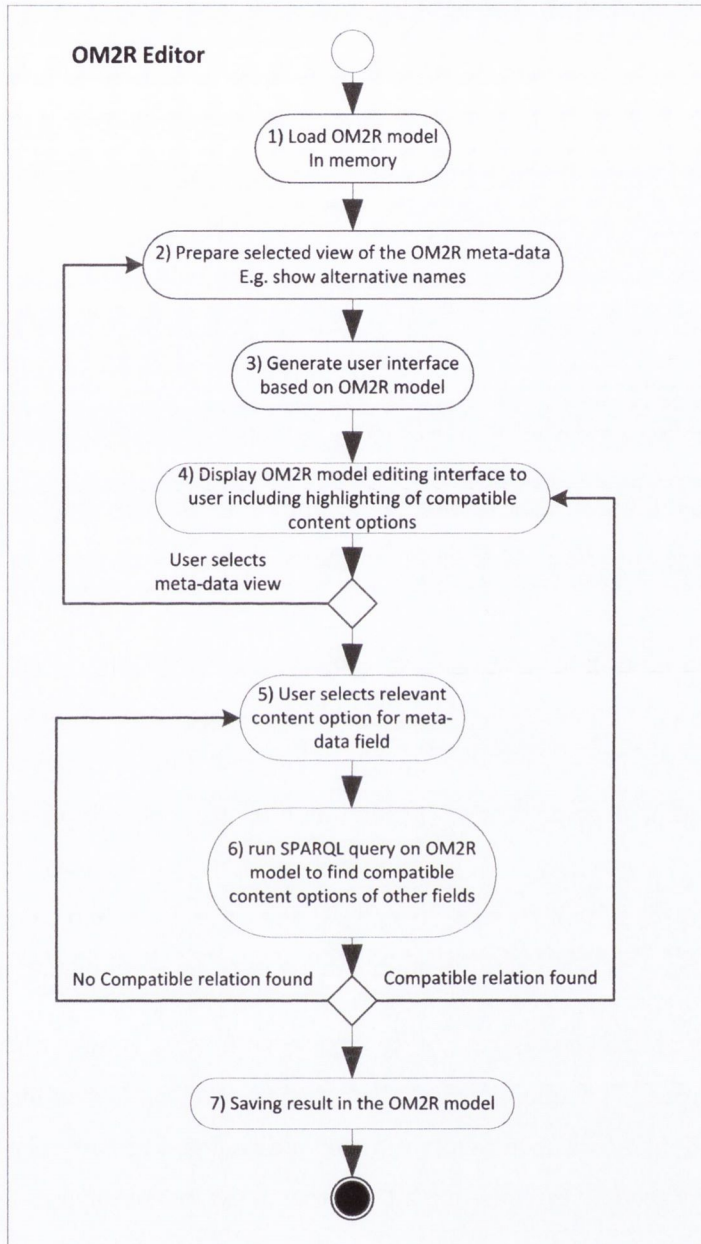 OM2R Editor
1) Load OM2R model
In memory
2) Prepare selected view of the OM2R meta-data
E.g. show alternative names
3) Generate user interface
based on OM2R model
4) Display OM2R model editing interface to
user including highlighting of compatible
content options
User selects
meta-data view
5) User selects relevant
content option for meta-
data field
6) run SPARQL query on OM2R
model to find compatible
content options of other fields
No Compatible relation found
Compatible relation found
7) Saving result in the OM2R model